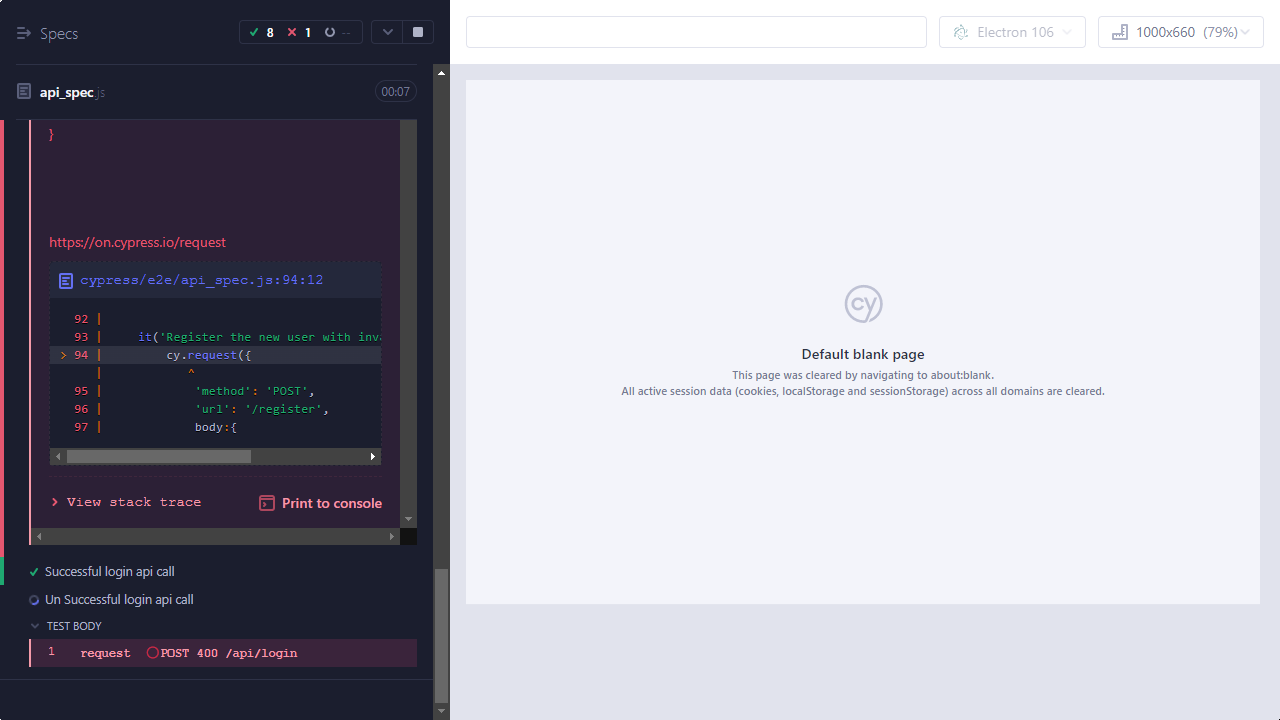 Specs
8
1
--
Electron 106
1000x660 (79%)
api_spec.js
00:07
}
https://on.cypress.io/request
cypress/e2e/api_spec.js:94:12
92 |
93 | it('Register the new user with inva
> 94 | cy.request({
| ^
95 | 'method': 'POST',
96 | 'url': '/register',
97 | body:{
View stack trace
Print to console
Successful login api call
Un Successful login api call
TEST BODY
1 request POST 400 /api/login
cy
Default blank page
This page was cleared by navigating to about:blank.
All active session data (cookies, localStorage and sessionStorage) across all domains are cleared.